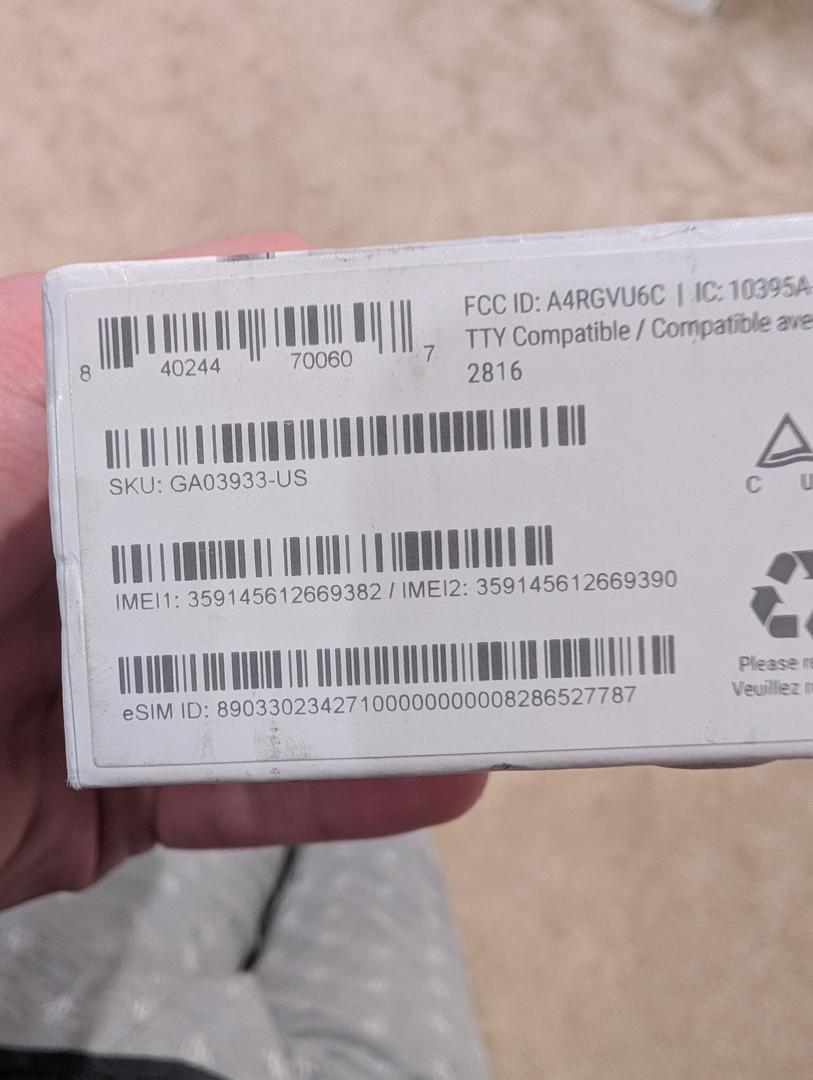 8 40244 70060 7
FCC ID: A4RGVU6C | IC: 10395A-
TTY Compatible / Compatible ave
2816
SKU: GA03933-US
C U
IMEI1: 359145612669382 / IMEI2: 359145612669390
Please re
Veuillez r
eSIM ID: 89033023427100000000008286527787